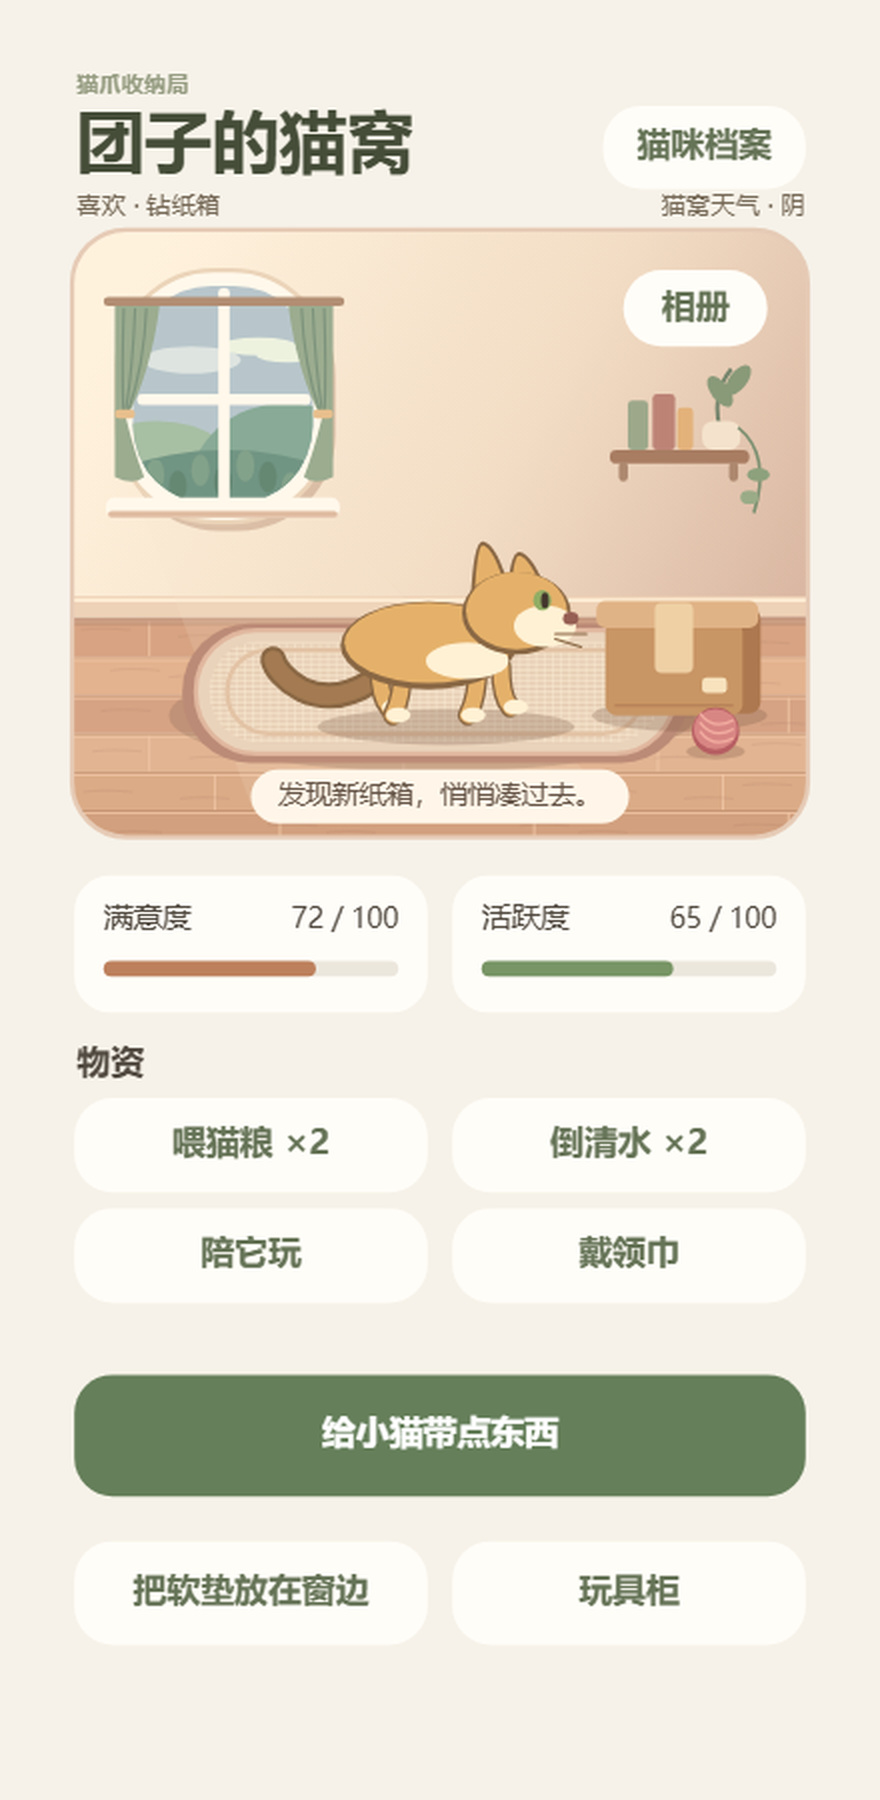 猫爪收纳局
团子的猫窝
猫咪档案
喜欢 · 钻纸箱
猫窝天气 · 阴
相册
发现新纸箱，悄悄凑过去。
满意度 72 / 100
活跃度 65 / 100
物资
喂猫粮 ×2
倒清水 ×2
陪它玩
戴领巾
给小猫带点东西
把软垫放在窗边
玩具柜